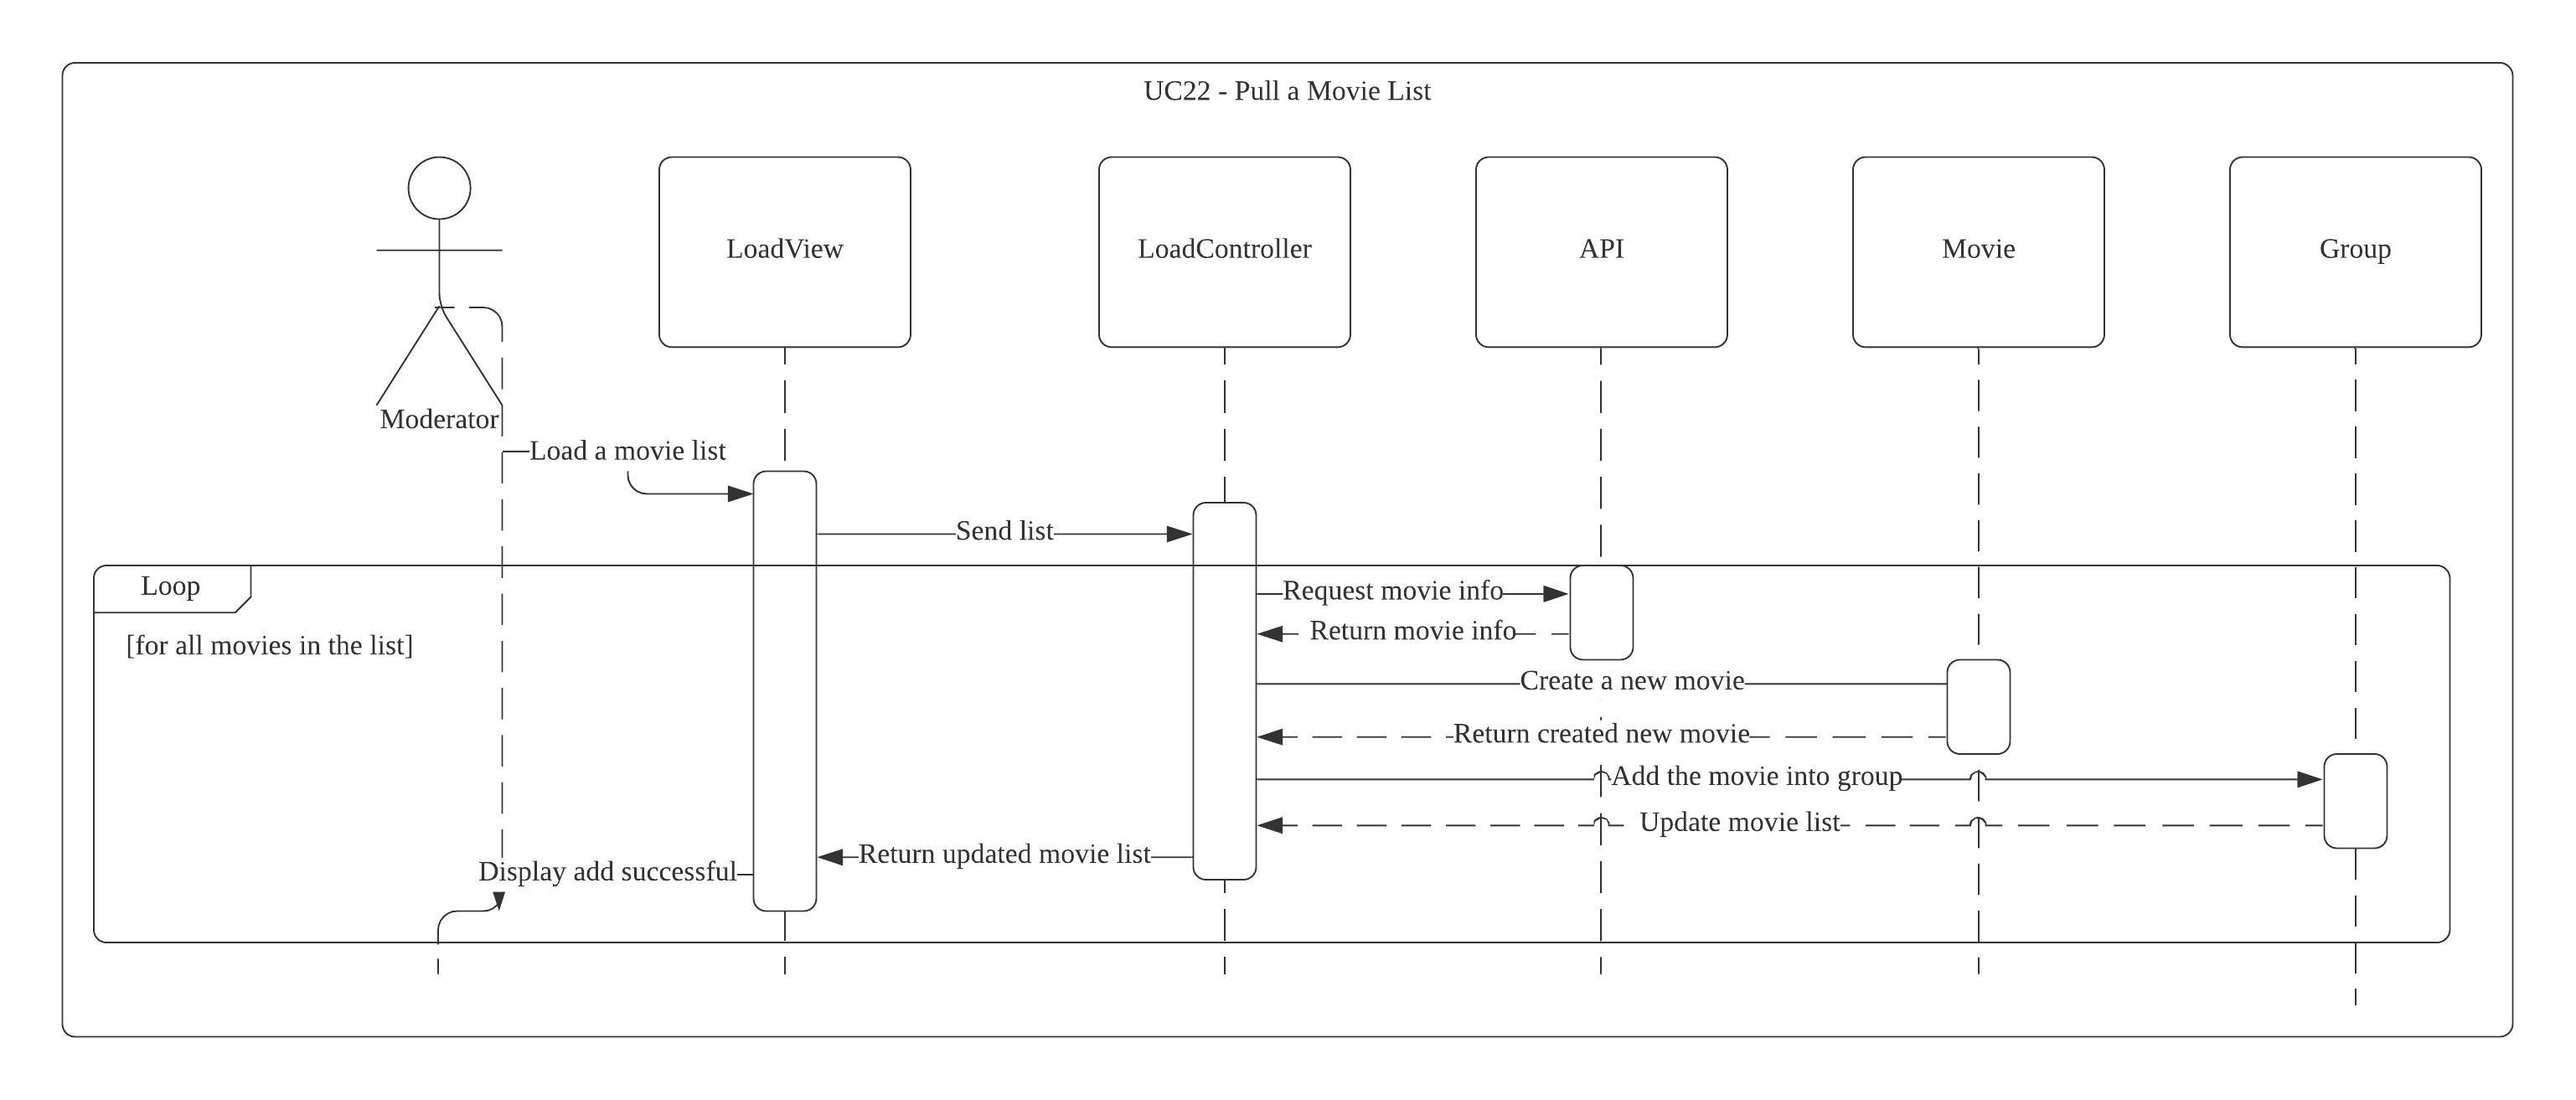 UC22 - Pull a Movie List
LoadView
LoadController
API
Movie
Group
Moderator
Load a movie list
Send list
Loop
Request movie info
Return movie info
[for all movies in the list]
Create a new movie
Return created new movie
Add the movie into group
Update movie list
Return updated movie list
Display add successful